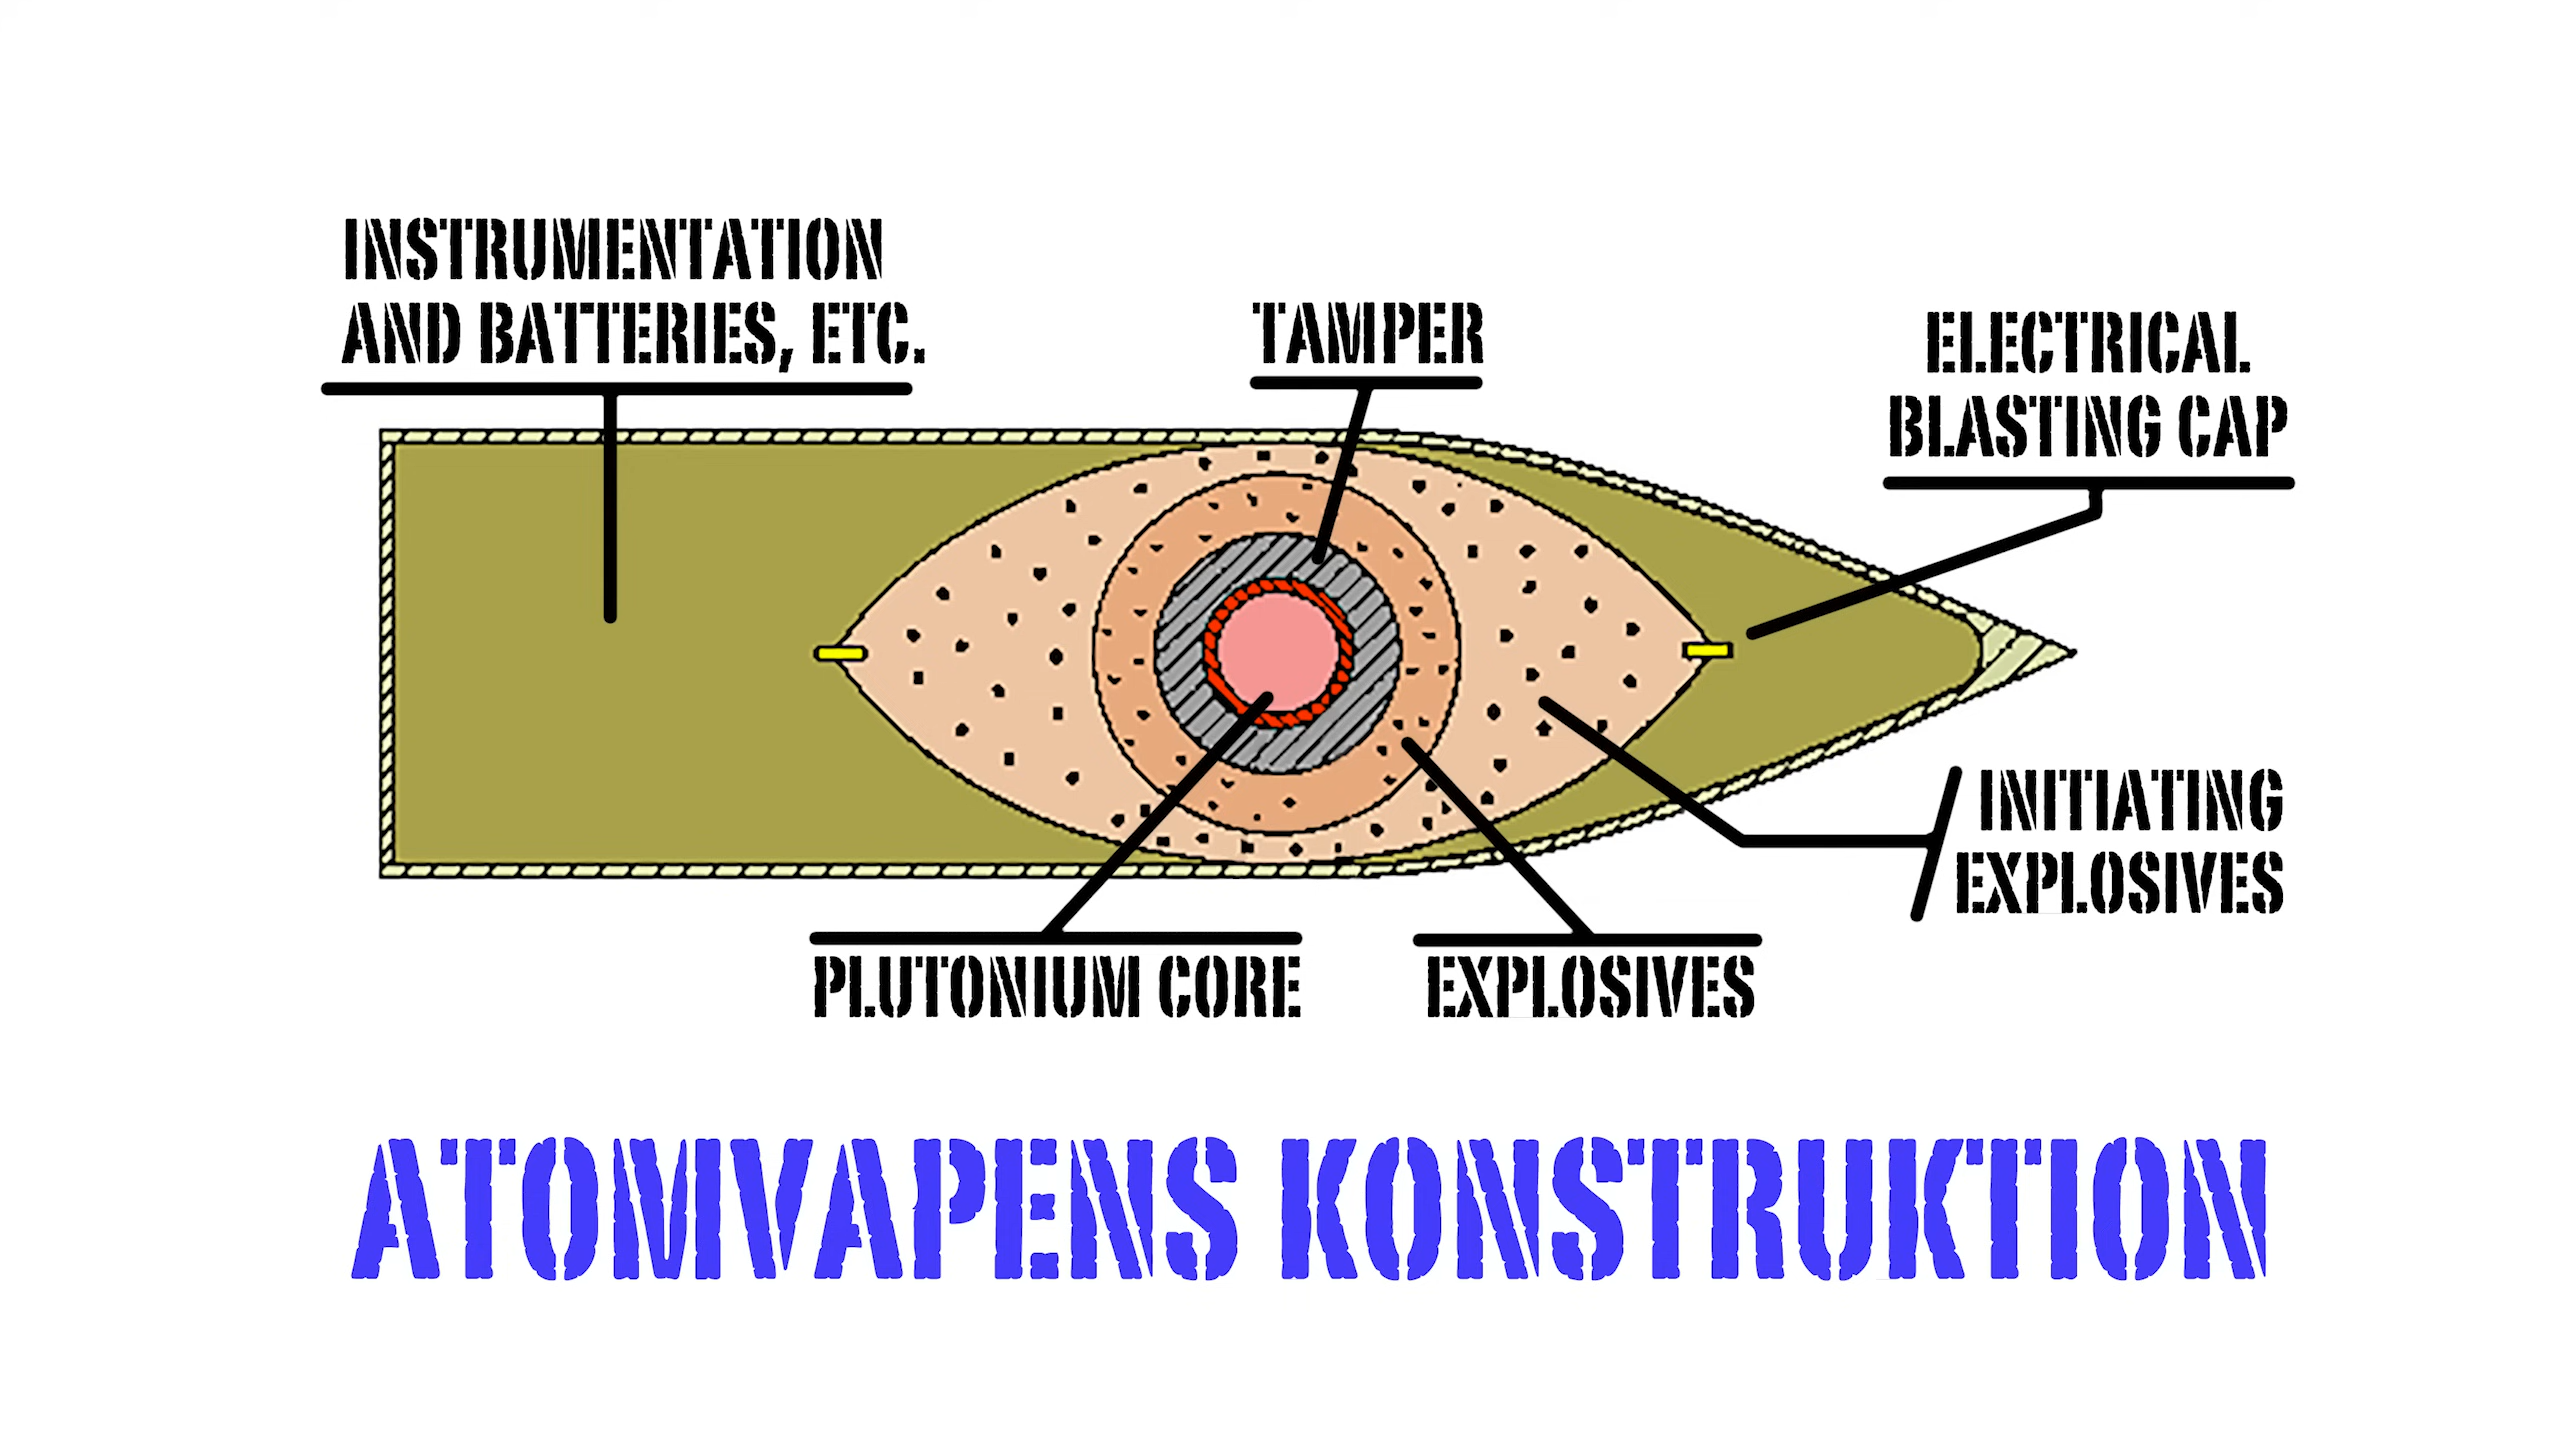 INSTRUMENTATION
AND BATTERIES, ETC.
TAMPER
ELECTRICAL
BLASTING CAP
INITIATING
EXPLOSIVES
PLUTONIUM CORE
EXPLOSIVES
ATOMVAPENS KONSTRUKTION